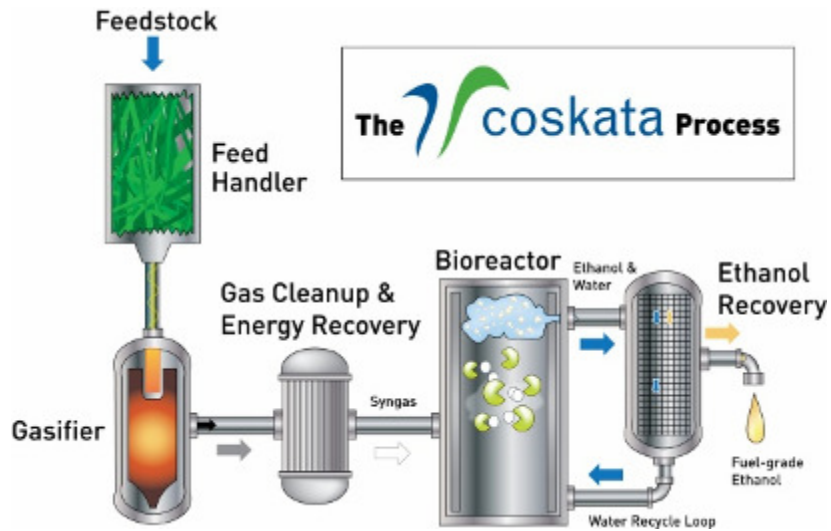 Feedstock
The coskata Process
Feed
Handler
Bioreactor
Ethanol &
Water
Ethanol
Recovery
Gas Cleanup &
Energy Recovery
Syngas
Gasifier
Fuel-grade
Ethanol
Water Recycle Loop